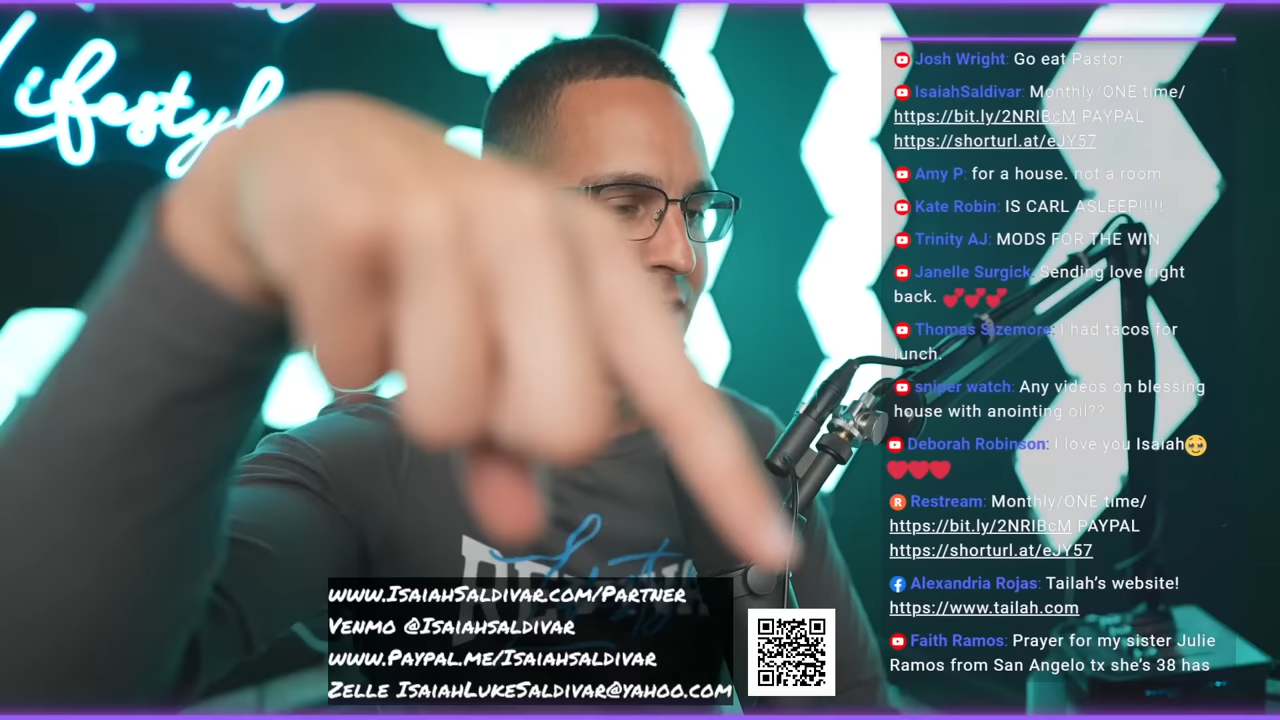 Lifestyle
Josh Wright: Go eat Pastor
IsaiahSaldivar: Monthly/ONE time/
https://bit.ly/2NRIBcM PAYPAL
https://shorturl.at/eJY57
Amy P: for a house. not a room
Kate Robin: IS CARL ASLEEP!!!!!
Trinity AJ: MODS FOR THE WIN
Janelle Surgick: Sending love right
back. 💕💕💕
Thomas Sizemore: I had tacos for
lunch.
sniper watch: Any videos on blessing
house with anointing oil??
Deborah Robinson: I love you Isaiah🥹
❤️❤️❤️
Restream: Monthly/ONE time/
https://bit.ly/2NRIBcM PAYPAL
https://shorturl.at/eJY57
Alexandria Rojas: Tailah’s website!
https://www.tailah.com
Faith Ramos: Prayer for my sister Julie
Ramos from San Angelo tx she’s 38 has
www.IsaiahSaldivar.com/Partner
Venmo @Isaiahsaldivar
www.Paypal.me/Isaiahsaldivar
Zelle IsaiahLukeSaldivar@yahoo.com